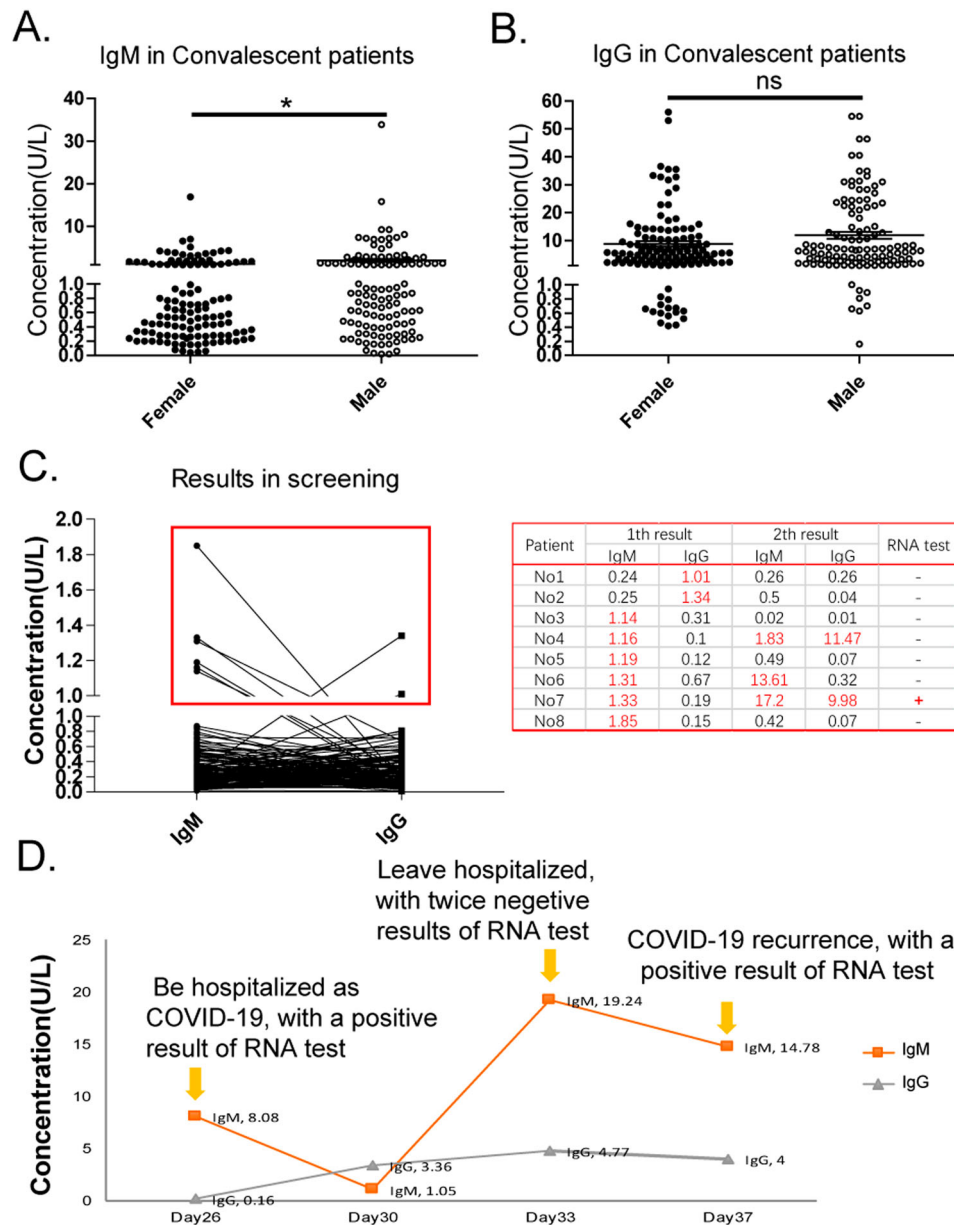 A.
IgM in Convalescent patients
*
Concentration(U/L)
40
30
20
10
1.0
0.8
0.6
0.4
0.2
0.0
Female
Male
B.
IgG in Convalescent patients
ns
Concentration(U/L)
60
50
40
30
20
10
1.0
0.8
0.6
0.4
0.2
0.0
Female
Male
C.
Results in screening
Concentration(U/L)
2.0
1.8
1.6
1.4
1.2
1.0
1.0
0.8
0.6
0.4
0.2
0.0
IgM
IgG
Patient 1th result 2th result RNA test
IgM IgG IgM IgG
No1 0.24 1.01 0.26 0.26 -
No2 0.25 1.34 0.5 0.04 -
No3 1.14 0.31 0.02 0.01 -
No4 1.16 0.1 1.83 11.47 -
No5 1.19 0.12 0.49 0.07 -
No6 1.31 0.67 13.61 0.32 -
No7 1.33 0.19 17.2 9.98 +
No8 1.85 0.15 0.42 0.07 -
D.
Leave hospitalized,
with twice negetive
results of RNA test
Be hospitalized as
COVID-19, with a positive
result of RNA test
COVID-19 recurrence, with a
positive result of RNA test
Concentration(U/L)
25
20
15
10
5
0
IgM, 8.08
IgG, 0.16
IgG, 3.36
IgM, 1.05
IgM, 19.24
IgG, 4.77
IgM, 14.78
IgG, 4
IgM
IgG
Day26
Day30
Day33
Day37